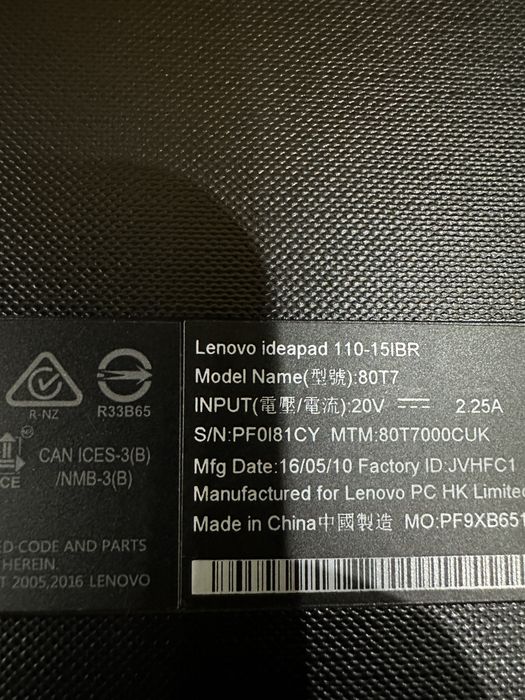 R-NZ
R33B65
CAN ICES-3(B)
/NMB-3(B)
CE
AND PARTS
HEREIN.
2005,2016 LENOVO
Lenovo ideapad 110-15IBR
Model Name(型號):80T7
INPUT(電壓/電流):20V ⎓ 2.25A
S/N:PF0I81CY MTM:80T7000CUK
Mfg Date:16/05/10 Factory ID:JVHFC1
Manufactured for Lenovo PC HK Limite
Made in China中國製造 MO:PF9XB651